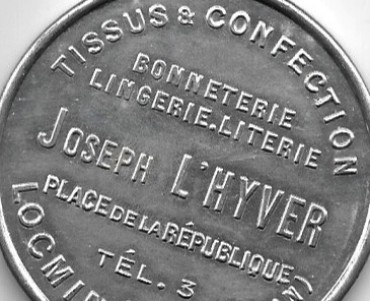 TISSUS & CONFECTION
BONNETERIE
LINGERIE.LITERIE
JOSEPH L'HYVER
PLACE DE LA RÉPUBLIQUE
TÉL. 3